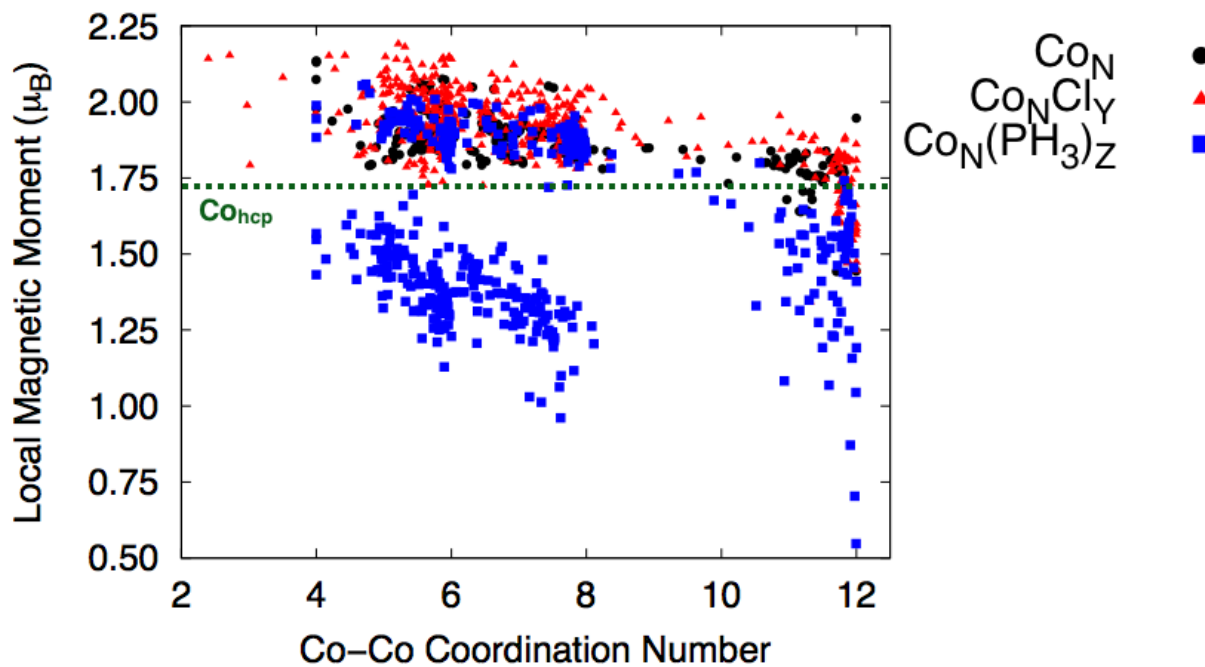 2.25
2.00
1.75
1.50
1.25
1.00
0.75
0.50
2 4 6 8 10 12
Local Magnetic Moment (μB)
Co–Co Coordination Number
Cohcp
CoN
CoNClY
CoN(PH3)Z